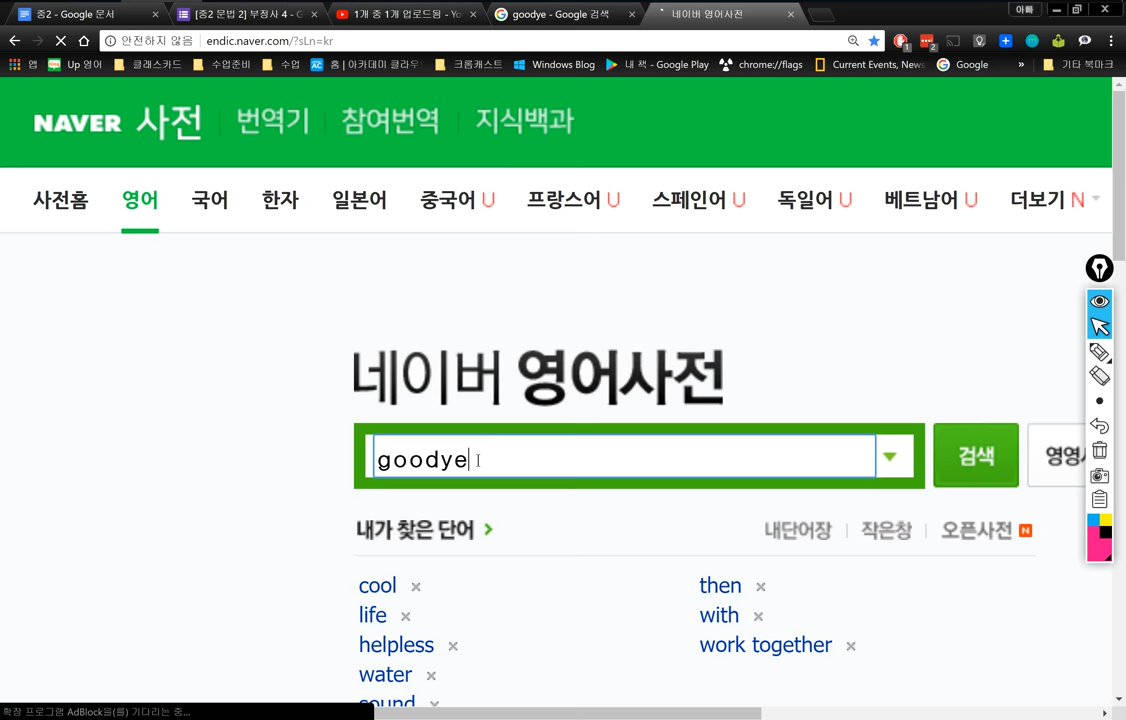 중2 - Google 문서
[중2 문법 2] 부정사 4 - G
1개 중 1개 업로드됨 - Yo
goodye - Google 검색
네이버 영어사전
아빠
안전하지 않음 endic.naver.com/?sLn=kr
1
2
앱
Up 영어
클래스카드
수업준비
수업
홈 | 아카데미 클라우
크롬캐스트
Windows Blog
내 책 - Google Play
chrome://flags
Current Events, News
Google
»
기타 북마크
NAVER 사전
번역기
참여번역
지식백과
사전홈
영어
국어
한자
일본어
중국어 U
프랑스어 U
스페인어 U
독일어 U
베트남어 U
더보기 N
네이버 영어사전
goodye
검색
영영사
내가 찾은 단어
내단어장
작은창
오픈사전 N
cool
then
life
with
helpless
work together
water
sound
확장 프로그램 AdBlock을(를) 기다리는 중...